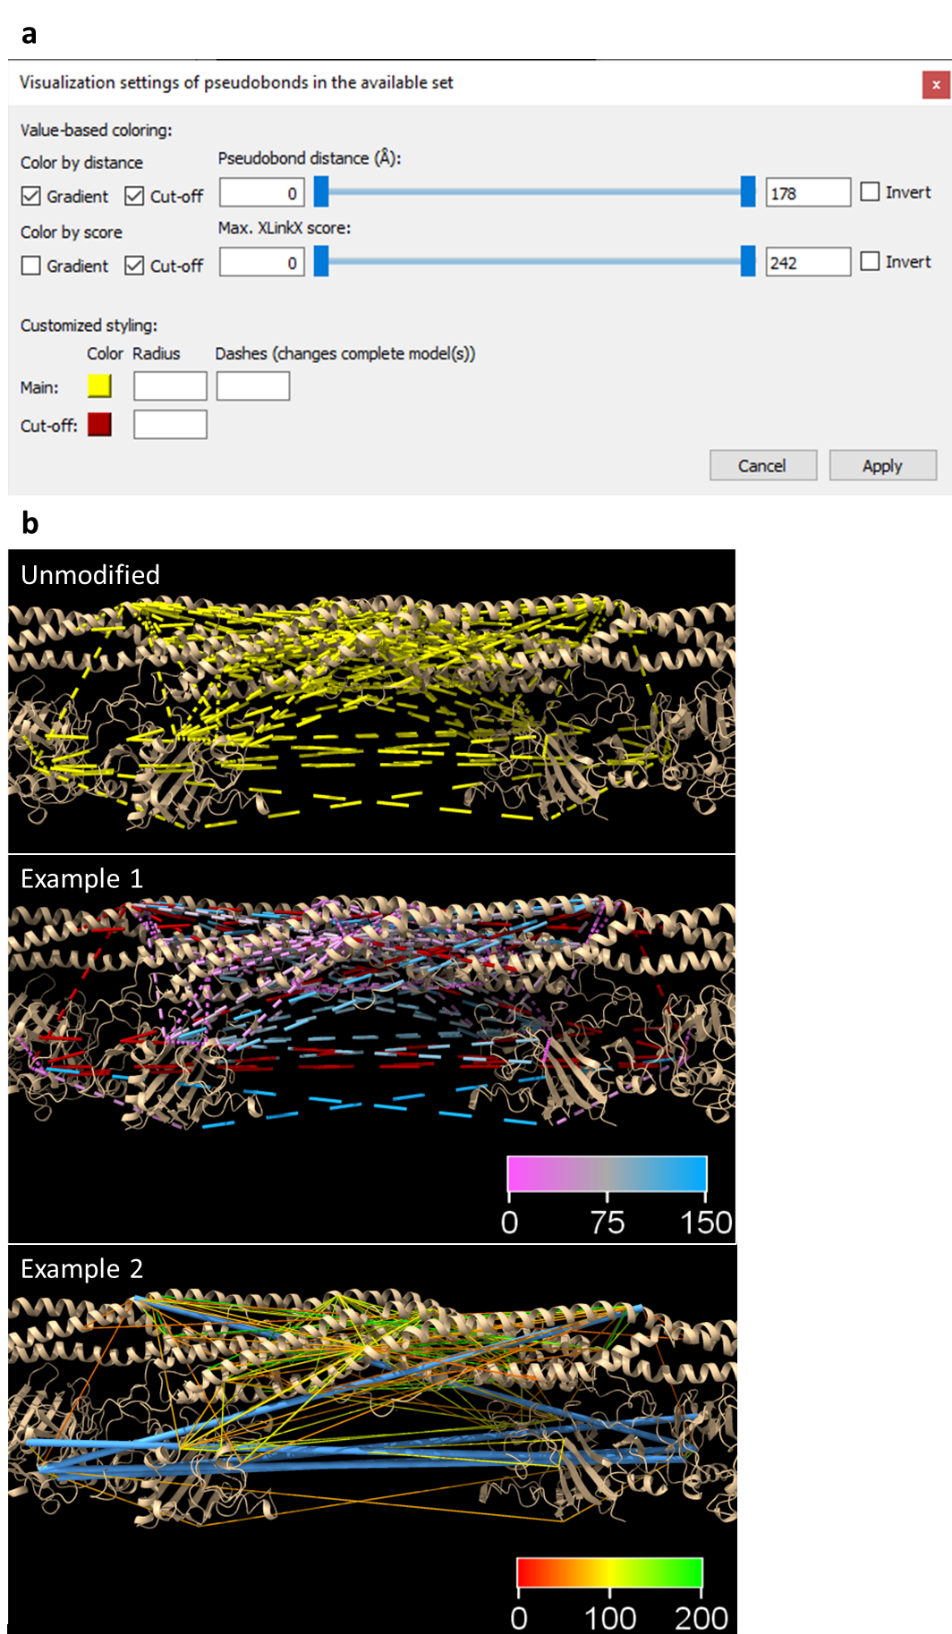 a
Visualization settings of pseudobonds in the available set
x
Value-based coloring:
Color by distance
Pseudobond distance (Å):
Gradient Cut-off 0 178 Invert
Color by score
Max. XLinkX score:
Gradient Cut-off 0 242 Invert
Customized styling:
Color Radius Dashes (changes complete model(s))
Main:
Cut-off:
Cancel Apply
b
Unmodified
Example 1
0 75 150
Example 2
0 100 200